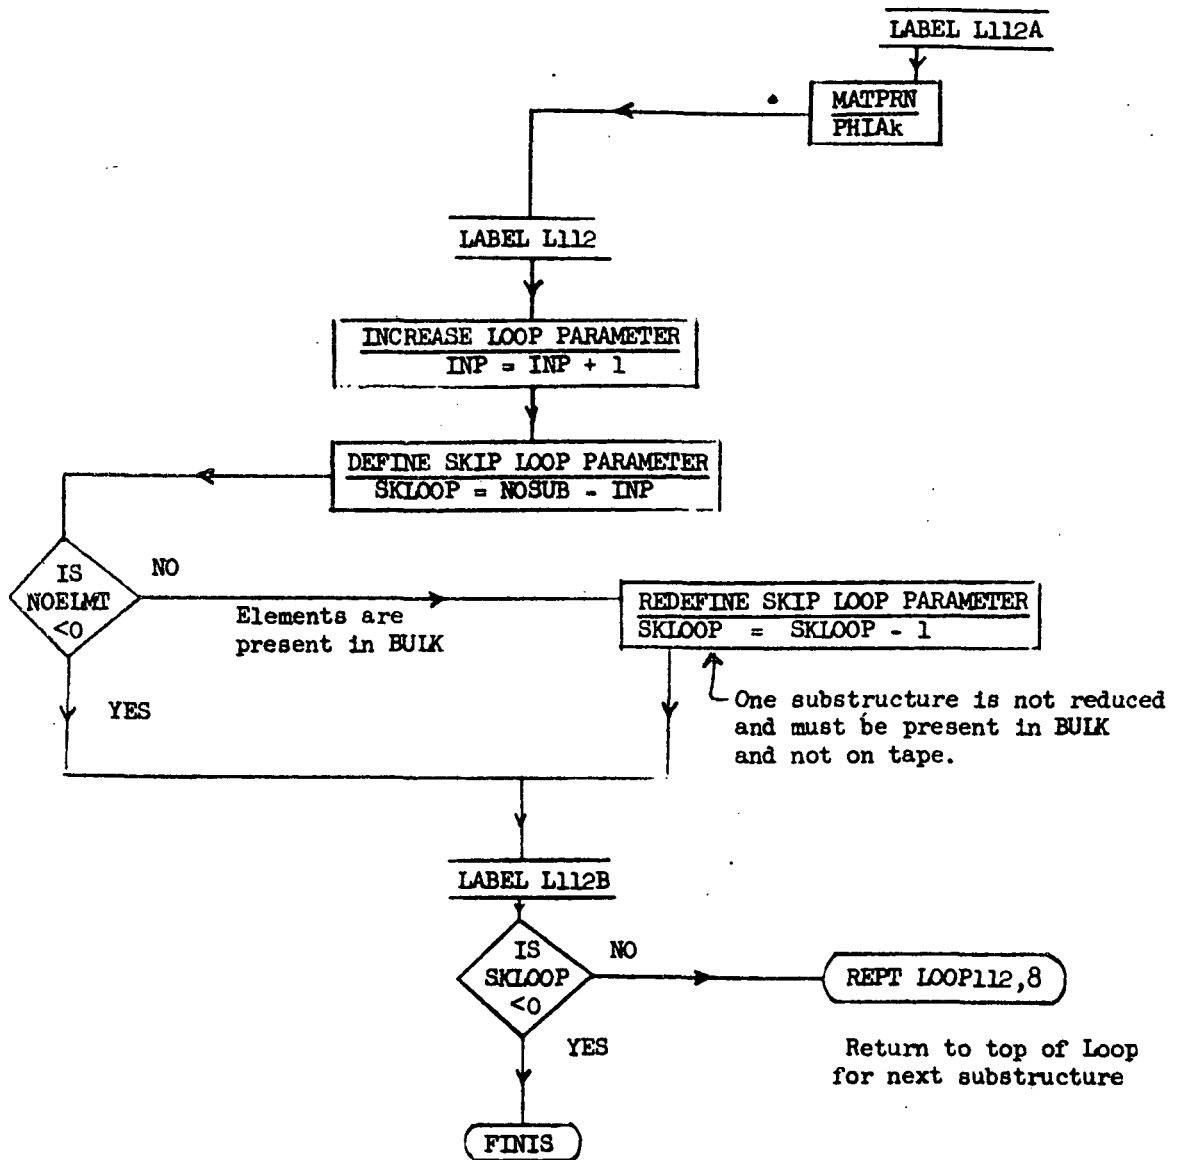 LABEL L112A
MATPRN
PHIAk
LABEL L112
INCREASE LOOP PARAMETER
INP = INP + 1
DEFINE SKIP LOOP PARAMETER
SKLOOP = NOSUB - INP
IS
NOELMT
<0
NO
Elements are
present in BULK
REDEFINE SKIP LOOP PARAMETER
SKLOOP = SKLOOP - 1
YES
One substructure is not reduced
and must be present in BULK
and not on tape.
LABEL L112B
IS
SKLOOP
<0
NO
REPT LOOP112,8
YES
Return to top of Loop
for next substructure
FINIS